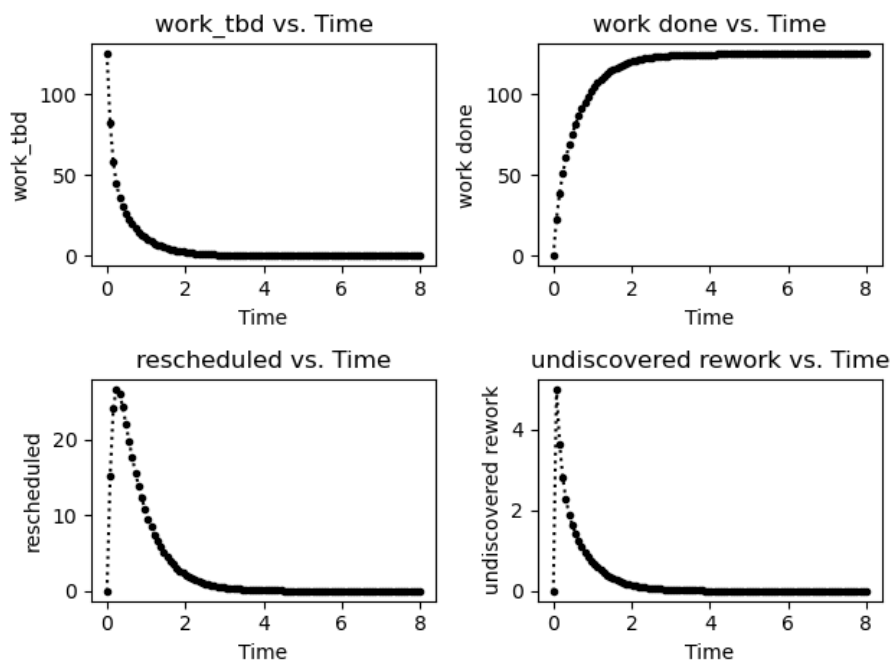 work_tbd vs. Time
work_tbd
100
50
0
0 2 4 6 8
Time
work done vs. Time
work done
100
50
0
0 2 4 6 8
Time
rescheduled vs. Time
rescheduled
20
10
0
0 2 4 6 8
Time
undiscovered rework vs. Time
undiscovered rework
4
2
0
0 2 4 6 8
Time